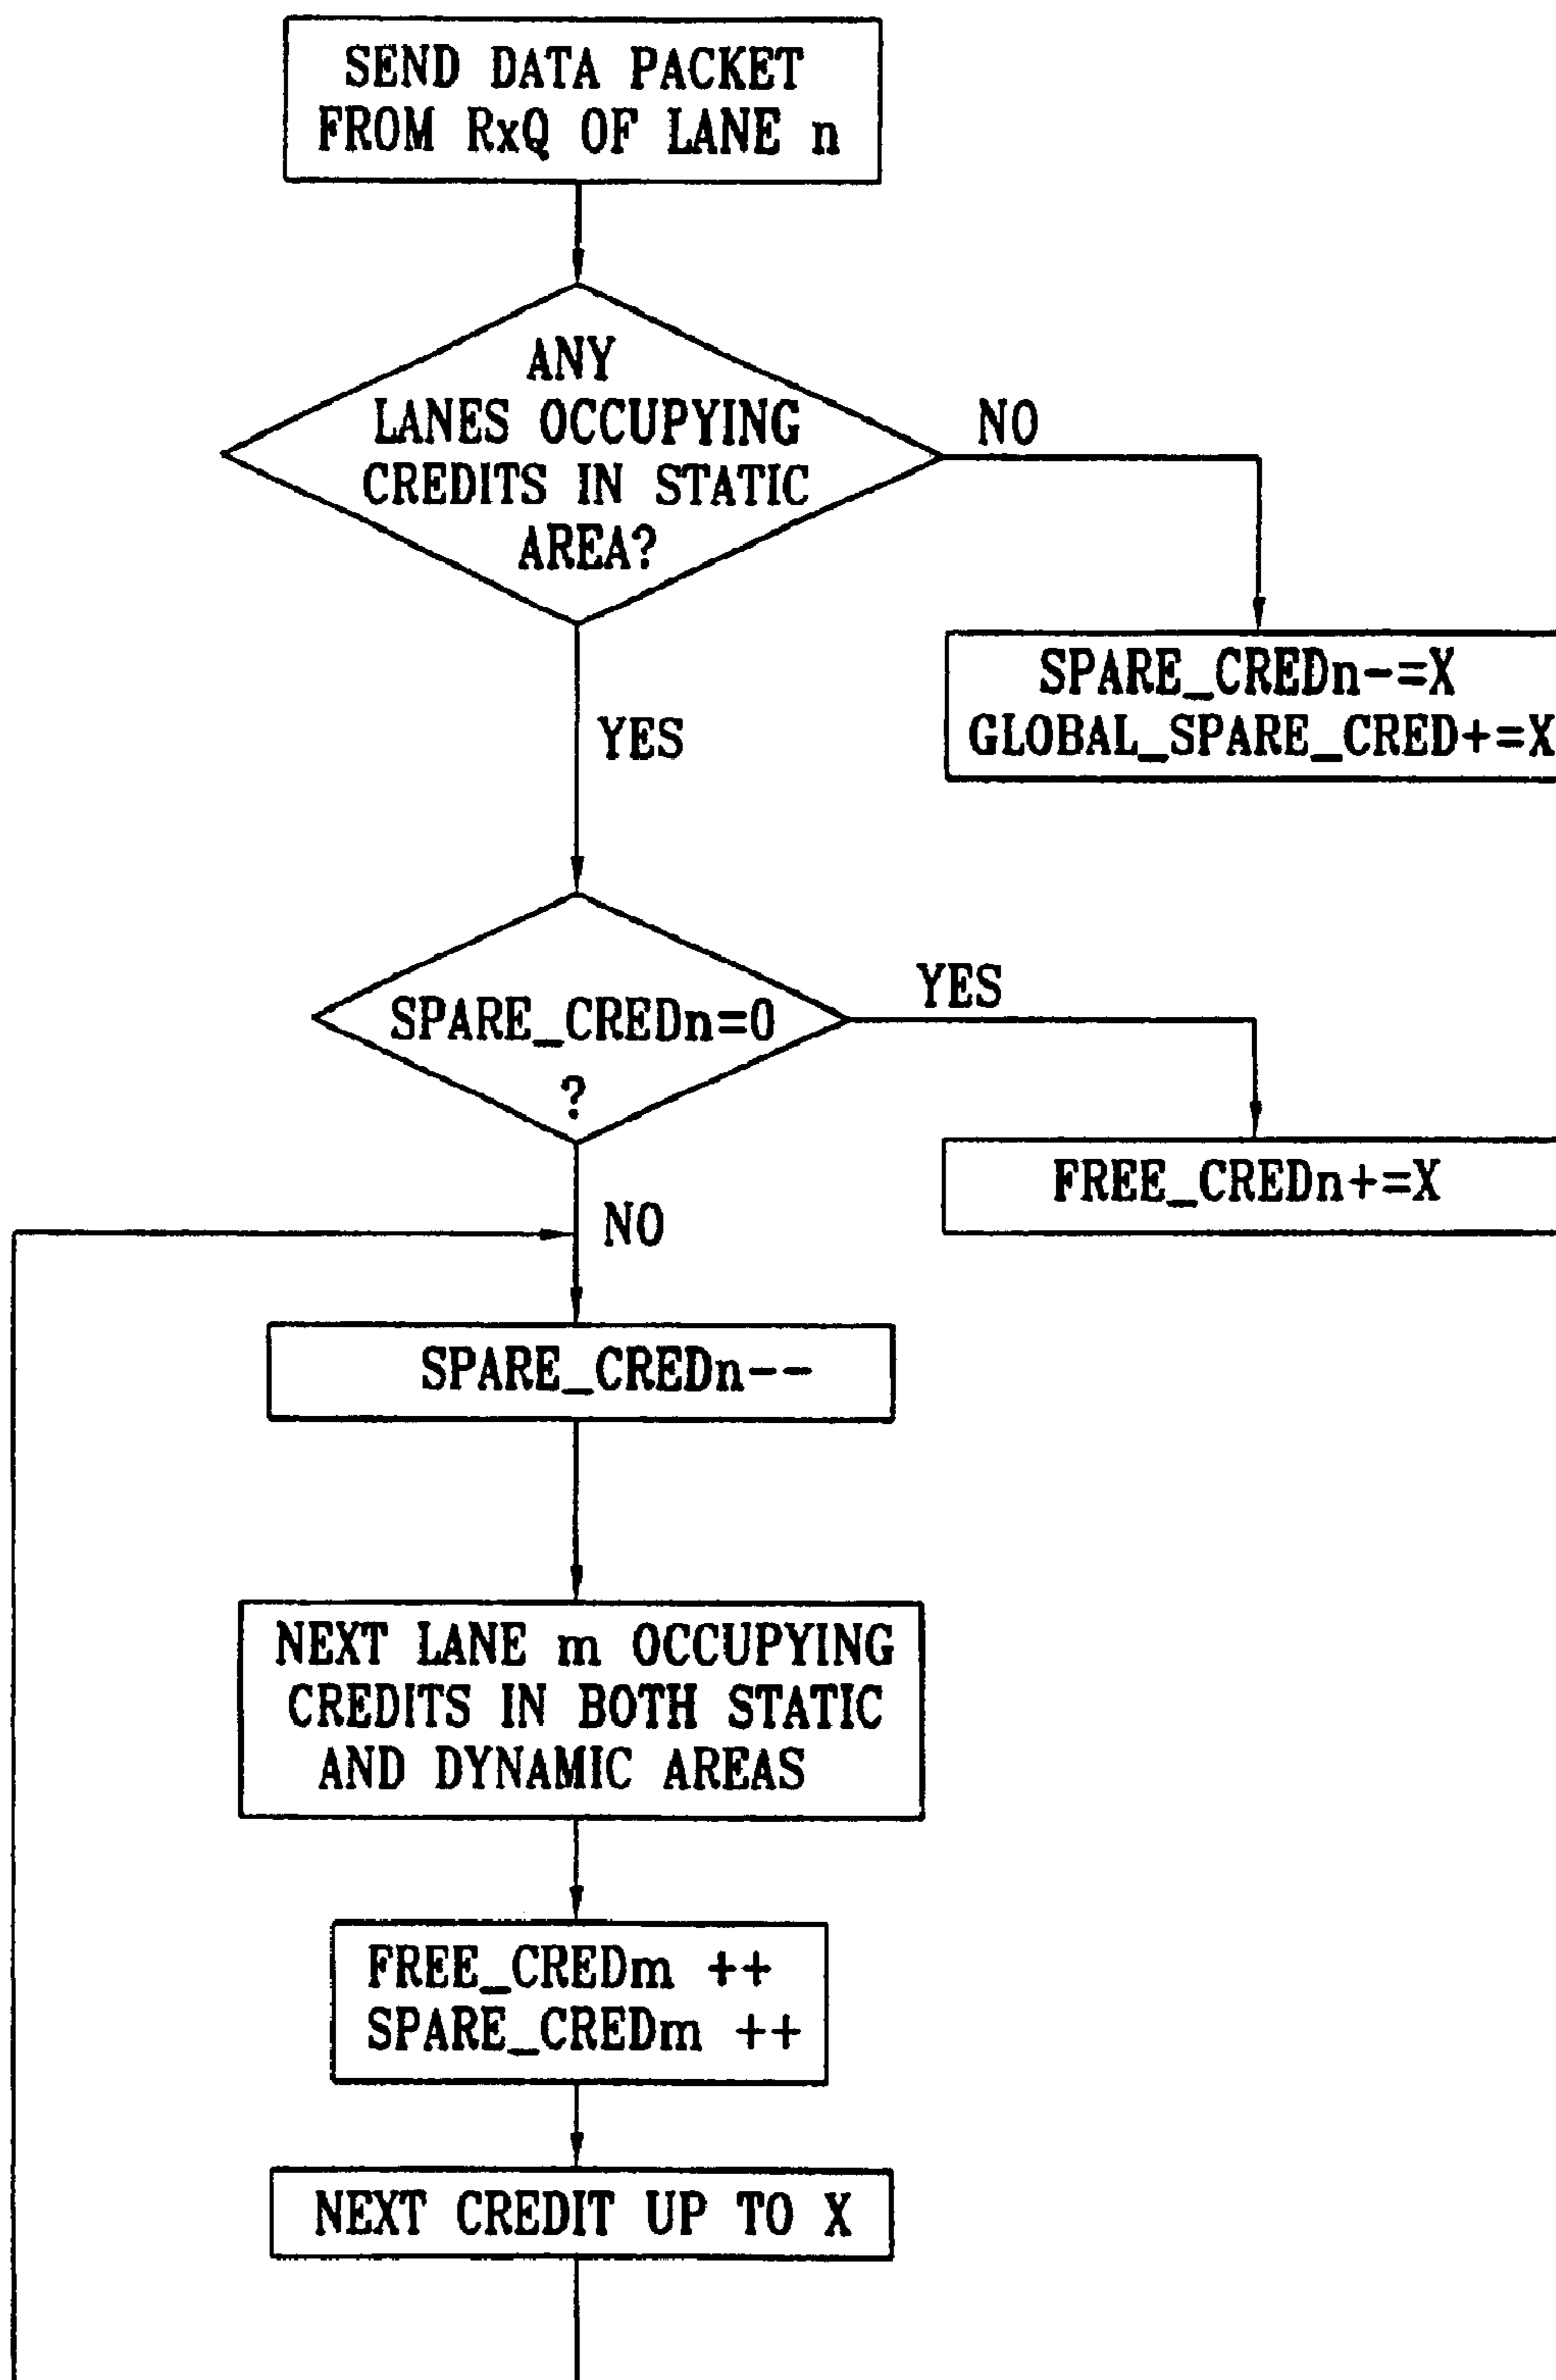 SEND DATA PACKET
FROM RxQ OF LANE n
ANY
LANES OCCUPYING
CREDITS IN STATIC
AREA?
NO
SPARE_CREDn-=X
GLOBAL_SPARE_CRED+=X
YES
SPARE_CREDn=0
?
YES
FREE_CREDn+=X
NO
SPARE_CREDn--
NEXT LANE m OCCUPYING
CREDITS IN BOTH STATIC
AND DYNAMIC AREAS
FREE_CREDm ++
SPARE_CREDm ++
NEXT CREDIT UP TO X